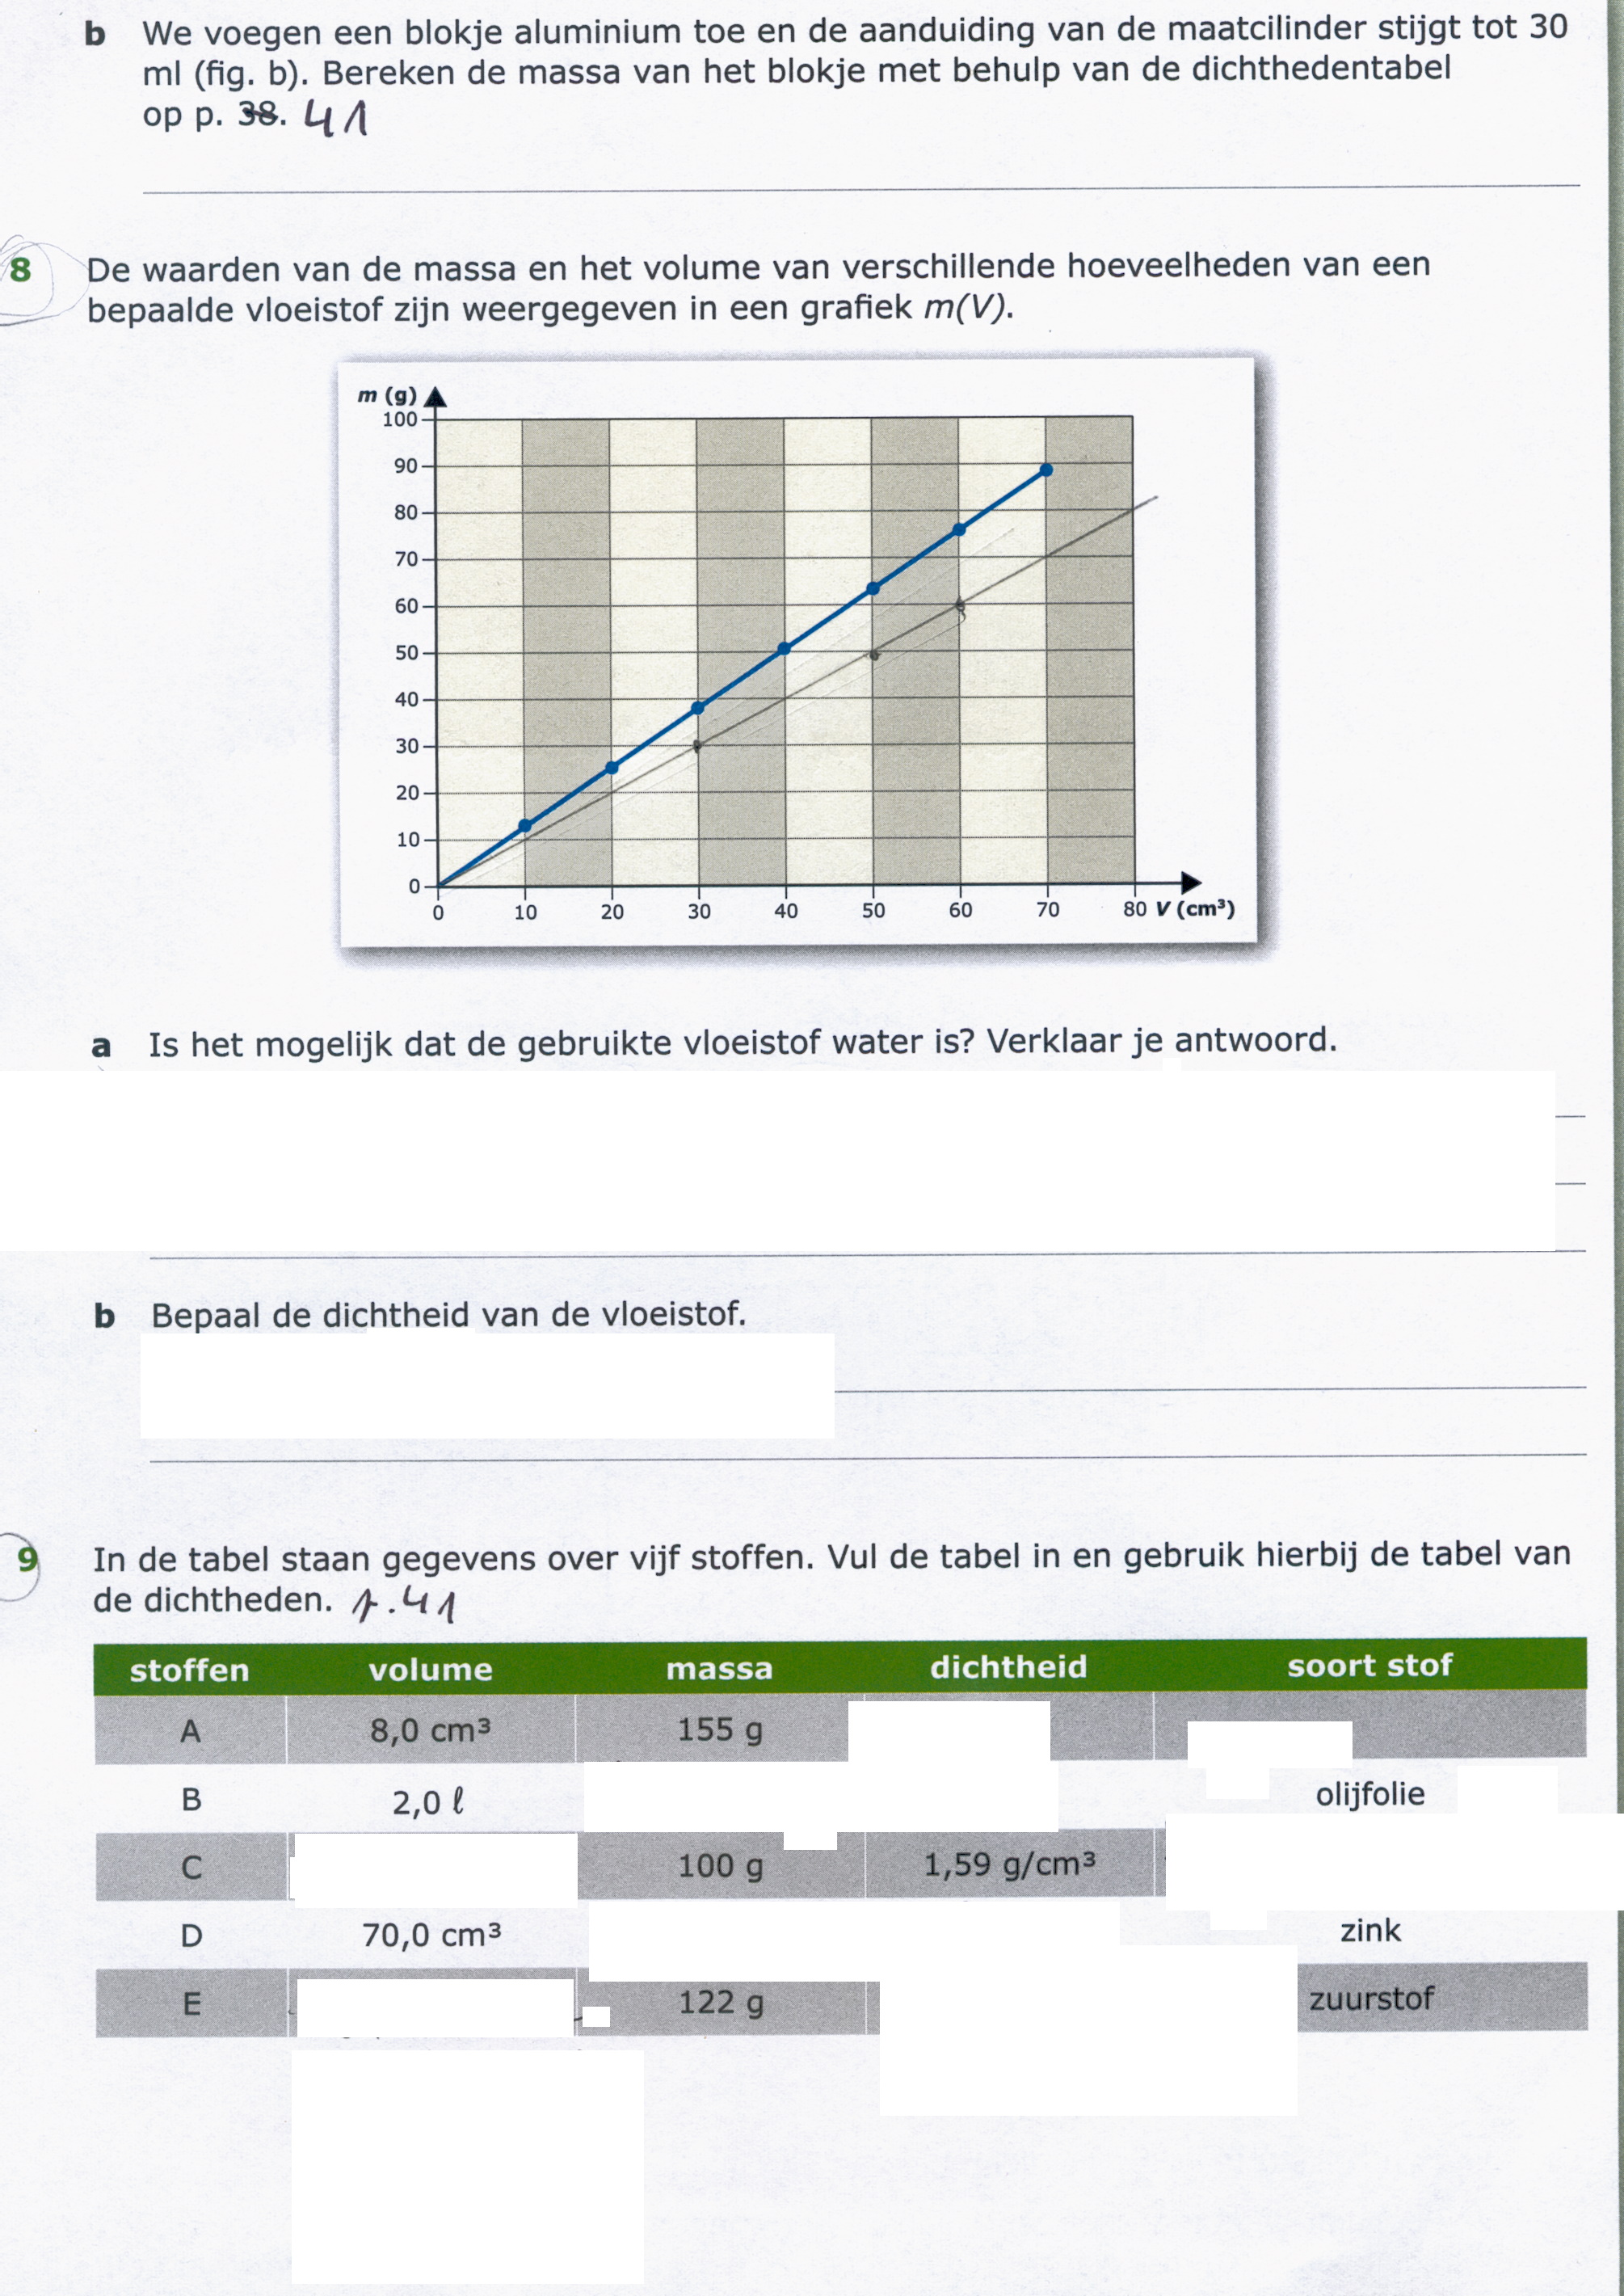 b We voegen een blokje aluminium toe en de aanduiding van de maatcilinder stijgt tot 30
ml (fig. b). Bereken de massa van het blokje met behulp van de dichthedentabel
op p. 38. 41
8 De waarden van de massa en het volume van verschillende hoeveelheden van een
bepaalde vloeistof zijn weergegeven in een grafiek m(V).
m (g)
100
90
80
70
60
50
40
30
20
10
0
0 10 20 30 40 50 60 70 80 V (cm³)
a Is het mogelijk dat de gebruikte vloeistof water is? Verklaar je antwoord.
b Bepaal de dichtheid van de vloeistof.
9 In de tabel staan gegevens over vijf stoffen. Vul de tabel in en gebruik hierbij de tabel van
de dichtheden. p.41
stoffen volume massa dichtheid soort stof
A 8,0 cm³ 155 g
B 2,0 ℓ olijfolie
C 100 g 1,59 g/cm³
D 70,0 cm³ zink
E 122 g zuurstof